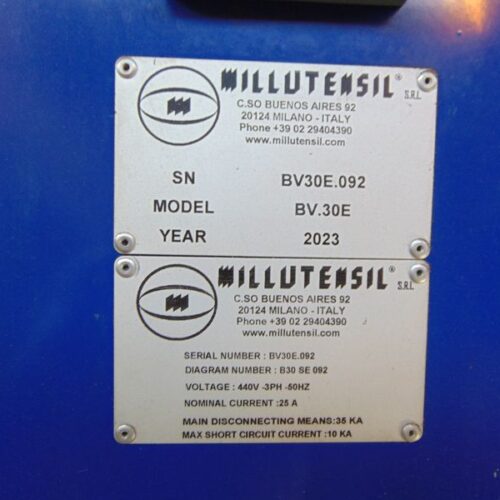 MILLUTENSIL® S.R.L.
C.SO BUENOS AIRES 92
20124 MILANO - ITALY
Phone +39 02 29404390
www.millutensil.com
SN BV30E.092
MODEL BV.30E
YEAR 2023
MILLUTENSIL® S.R.L.
C.SO BUENOS AIRES 92
20124 MILANO - ITALY
Phone +39 02 29404390
www.millutensil.com
SERIAL NUMBER : BV30E.092
DIAGRAM NUMBER : B30 SE 092
VOLTAGE : 440V -3PH -50HZ
NOMINAL CURRENT :25 A
MAIN DISCONNECTING MEANS:35 KA
MAX SHORT CIRCUIT CURRENT :10 KA